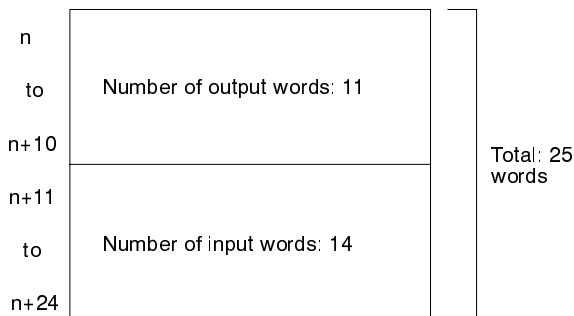 n
to
n+10
Number of output words: 11
n+11
to
n+24
Number of input words: 14
Total: 25
words